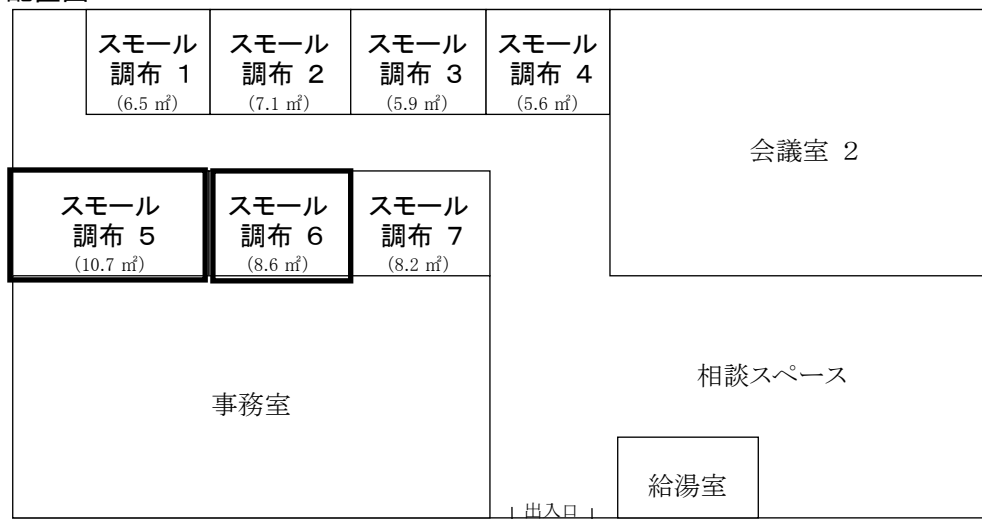 スモール
調布 1
(6.5 ㎡)
スモール
調布 2
(7.1 ㎡)
スモール
調布 3
(5.9 ㎡)
スモール
調布 4
(5.6 ㎡)
会議室 2
スモール
調布 5
(10.7 ㎡)
スモール
調布 6
(8.6 ㎡)
スモール
調布 7
(8.2 ㎡)
相談スペース
事務室
給湯室
出入口